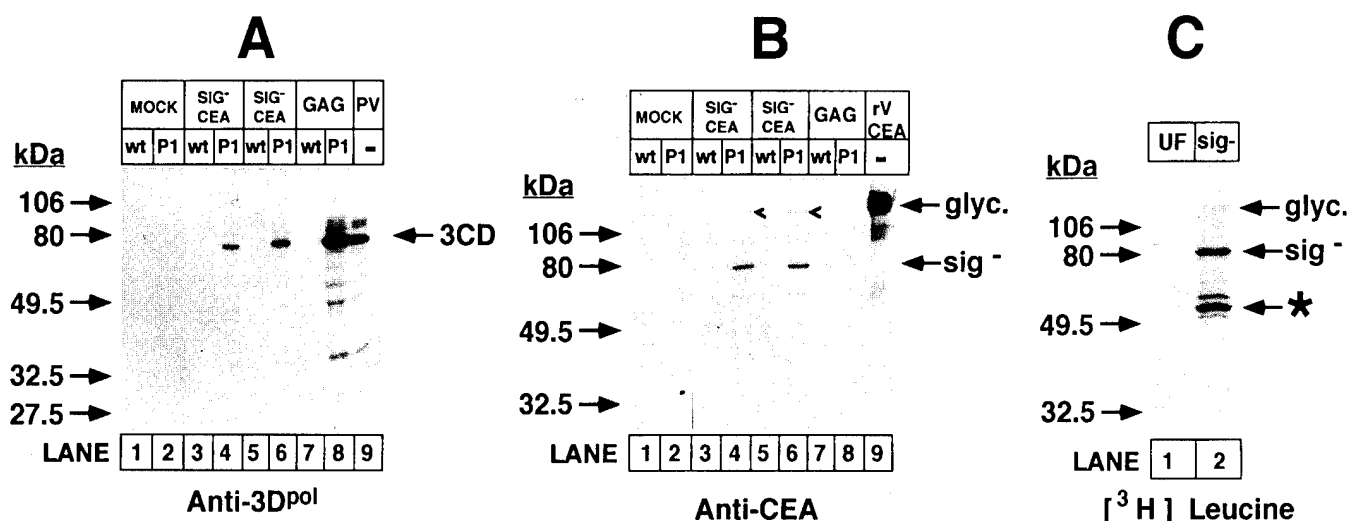 A
MOCK SIG- CEA SIG- CEA GAG PV
wt P1 wt P1 wt P1 wt P1 -
kDa
106
80
49.5
32.5
27.5
3CD
LANE 1 2 3 4 5 6 7 8 9
Anti-3Dpol
B
MOCK SIG- CEA SIG- CEA GAG rV CEA
wt P1 wt P1 wt P1 wt P1 -
kDa
106
80
49.5
32.5
< <
glyc.
sig -
LANE 1 2 3 4 5 6 7 8 9
Anti-CEA
C
UF sig-
kDa
106
80
49.5
32.5
glyc.
sig -
*
LANE 1 2
[3H] Leucine